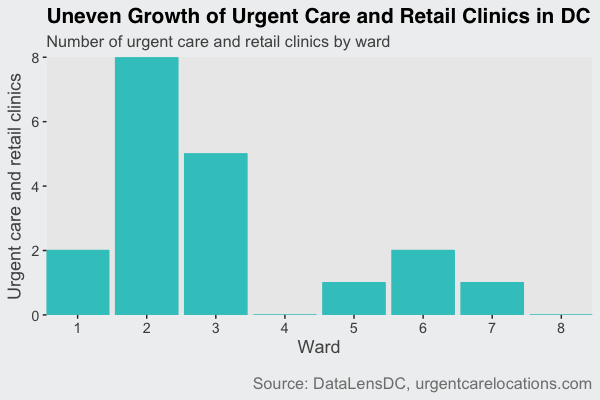 Uneven Growth of Urgent Care and Retail Clinics in DC
Number of urgent care and retail clinics by ward
Urgent care and retail clinics
8
6
4
2
0
1 2 3 4 5 6 7 8
Ward
Source: DataLensDC, urgentcarelocations.com